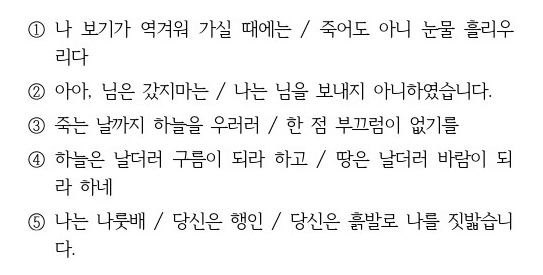 ① 나 보기가 역겨워 가실 때에는 / 죽어도 아니 눈물 흘리우
리다
② 아아, 님은 갔지마는 / 나는 님을 보내지 아니하였습니다.
③ 죽는 날까지 하늘을 우러러 / 한 점 부끄럼이 없기를
④ 하늘은 날더러 구름이 되라 하고 / 땅은 날더러 바람이 되
라 하네
⑤ 나는 나룻배 / 당신은 행인 / 당신은 흙발로 나를 짓밟습니
다.